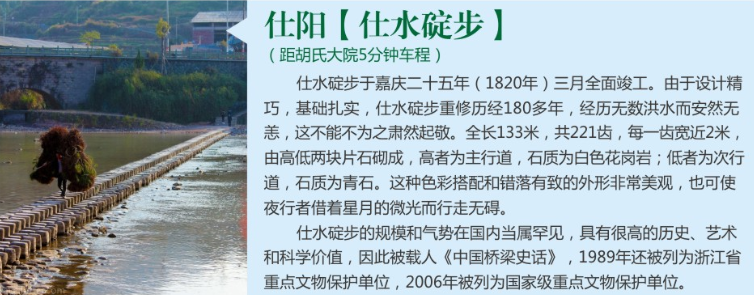 仕阳【仕水碇步】
（距胡氏大院5分钟车程）
仕水碇步于嘉庆二十五年（1820年）三月全面竣工。由于设计精
巧，基础扎实，仕水碇步重修历经180多年，经历无数洪水而安然无
恙，这不能不为之肃然起敬。全长133米，共221齿，每一齿宽近2米，
由高低两块片石砌成，高者为主行道，石质为白色花岗岩；低者为次行
道，石质为青石。这种色彩搭配和错落有致的外形非常美观，也可使
夜行者借着星月的微光而行走无碍。
仕水碇步的规模和气势在国内当属罕见，具有很高的历史、艺术
和科学价值，因此被载人《中国桥梁史话》，1989年还被列为浙江省
重点文物保护单位，2006年被列为国家级重点文物保护单位。